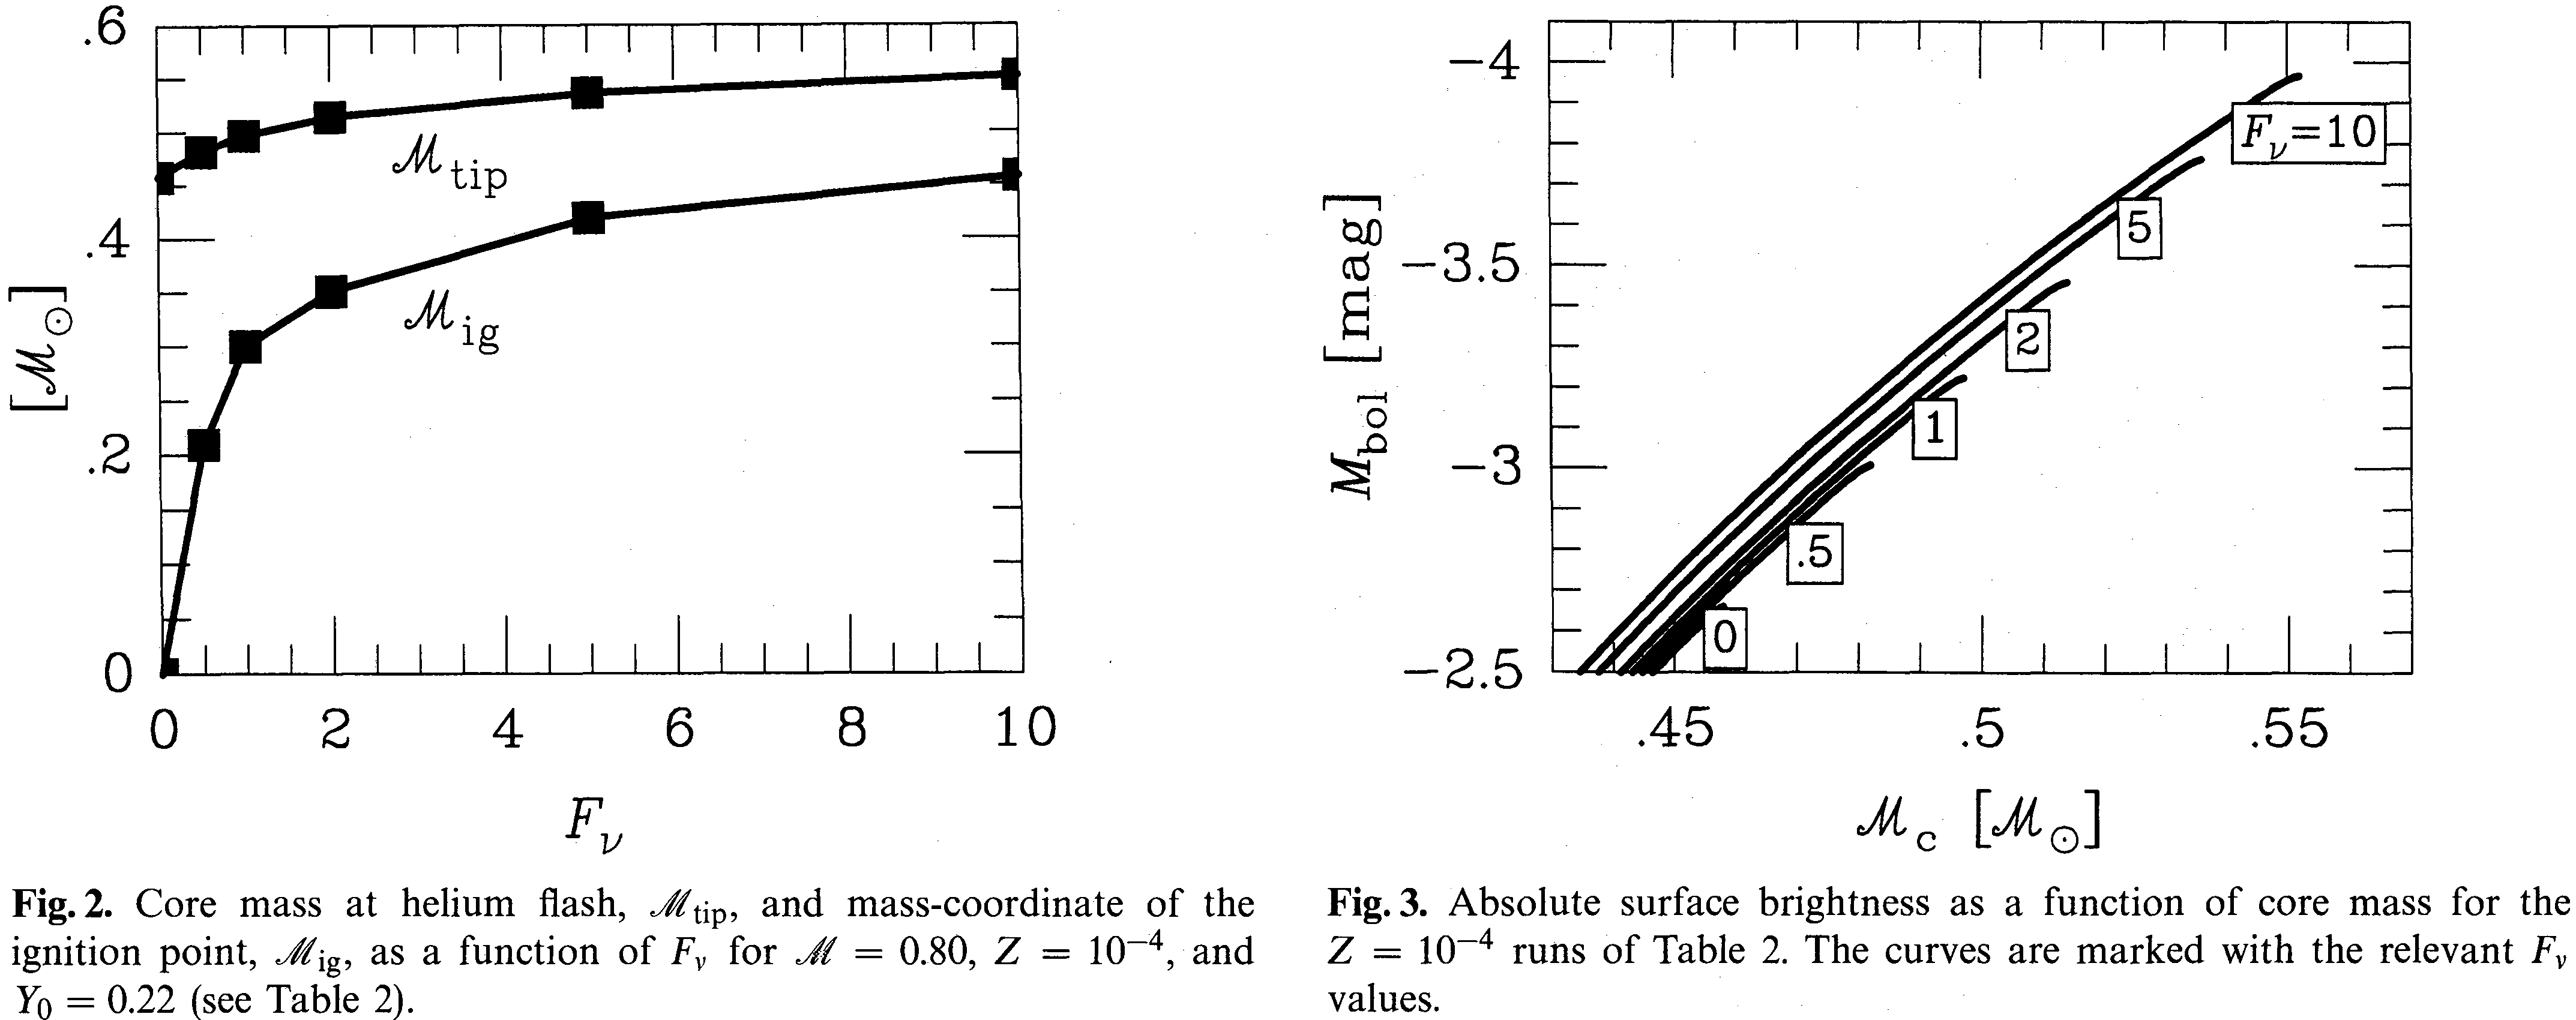 .6
.4
.2
0
[ℳ⊙]
ℳtip
ℳig
0 2 4 6 8 10
Fν
Fig. 2. Core mass at helium flash, ℳtip, and mass-coordinate of the
ignition point, ℳig, as a function of Fν for ℳ = 0.80, Z = 10−4, and
Y0 = 0.22 (see Table 2).
−4
−3.5
−3
−2.5
Mbol [mag]
Fν=10
5
2
1
.5
0
.45 .5 .55
ℳc [ℳ⊙]
Fig. 3. Absolute surface brightness as a function of core mass for the
Z = 10−4 runs of Table 2. The curves are marked with the relevant Fν
values.